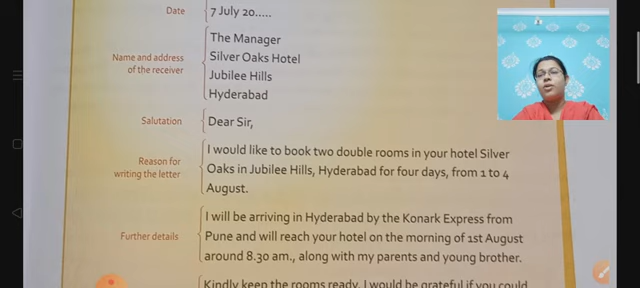 Date
7 July 20.....
Name and address
of the receiver
The Manager
Silver Oaks Hotel
Jubilee Hills
Hyderabad
Salutation
Dear Sir,
Reason for
writing the letter
I would like to book two double rooms in your hotel Silver
Oaks in Jubilee Hills, Hyderabad for four days, from 1 to 4
August.
Further details
I will be arriving in Hyderabad by the Konark Express from
Pune and will reach your hotel on the morning of 1st August
around 8.30 am., along with my parents and young brother.
Kindly keep the rooms ready. I would be grateful if you could